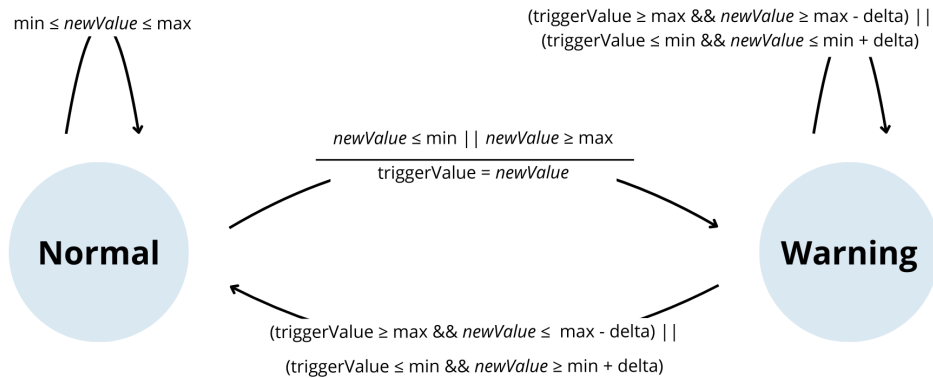 min ≤ newValue ≤ max
(triggerValue ≥ max && newValue ≥ max - delta) ||
(triggerValue ≤ min && newValue ≤ min + delta)
newValue ≤ min || newValue ≥ max
triggerValue = newValue
Normal
Warning
(triggerValue ≥ max && newValue ≤ max - delta) ||
(triggerValue ≤ min && newValue ≥ min + delta)